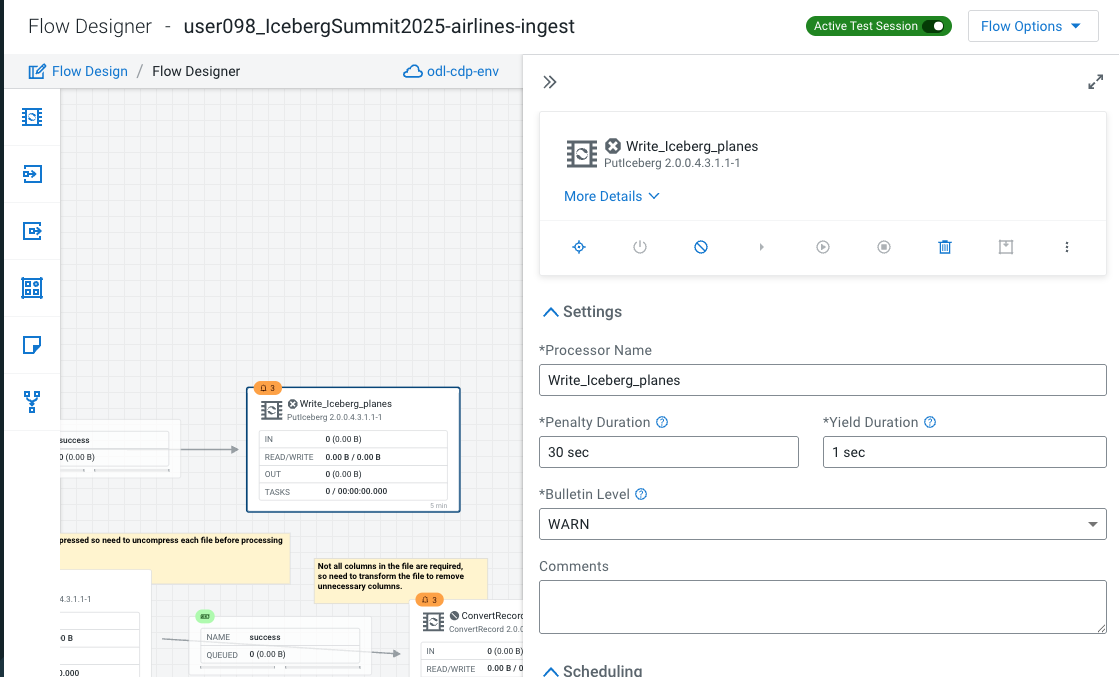 Flow Designer - user098_IcebergSummit2025-airlines-ingest
Active Test Session
Flow Options
Flow Design / Flow Designer
odl-cdp-env
Write_Iceberg_planes
PutIceberg 2.0.0.4.3.1.1-1
More Details
Settings
*Processor Name
Write_Iceberg_planes
*Penalty Duration
*Yield Duration
30 sec
1 sec
*Bulletin Level
WARN
Comments
Scheduling
3
Write_Iceberg_planes
PutIceberg 2.0.0.4.3.1.1-1
IN 0 (0.00 B)
READ/WRITE 0.00 B / 0.00 B
OUT 0 (0.00 B)
TASKS 0 / 00:00:00.000
5 min
success
0 (0.00 B)
pressed so need to uncompress each file before processing
Not all columns in the file are required,
so need to transform the file to remove
unnecessary columns.
4.3.1.1-1
0 B
0.000
NAME success
QUEUED 0 (0.00 B)
3
ConvertRecord
ConvertRecord 2.0.0
IN 0 (0.00 B)
READ/WRITE 0.00 B / 0